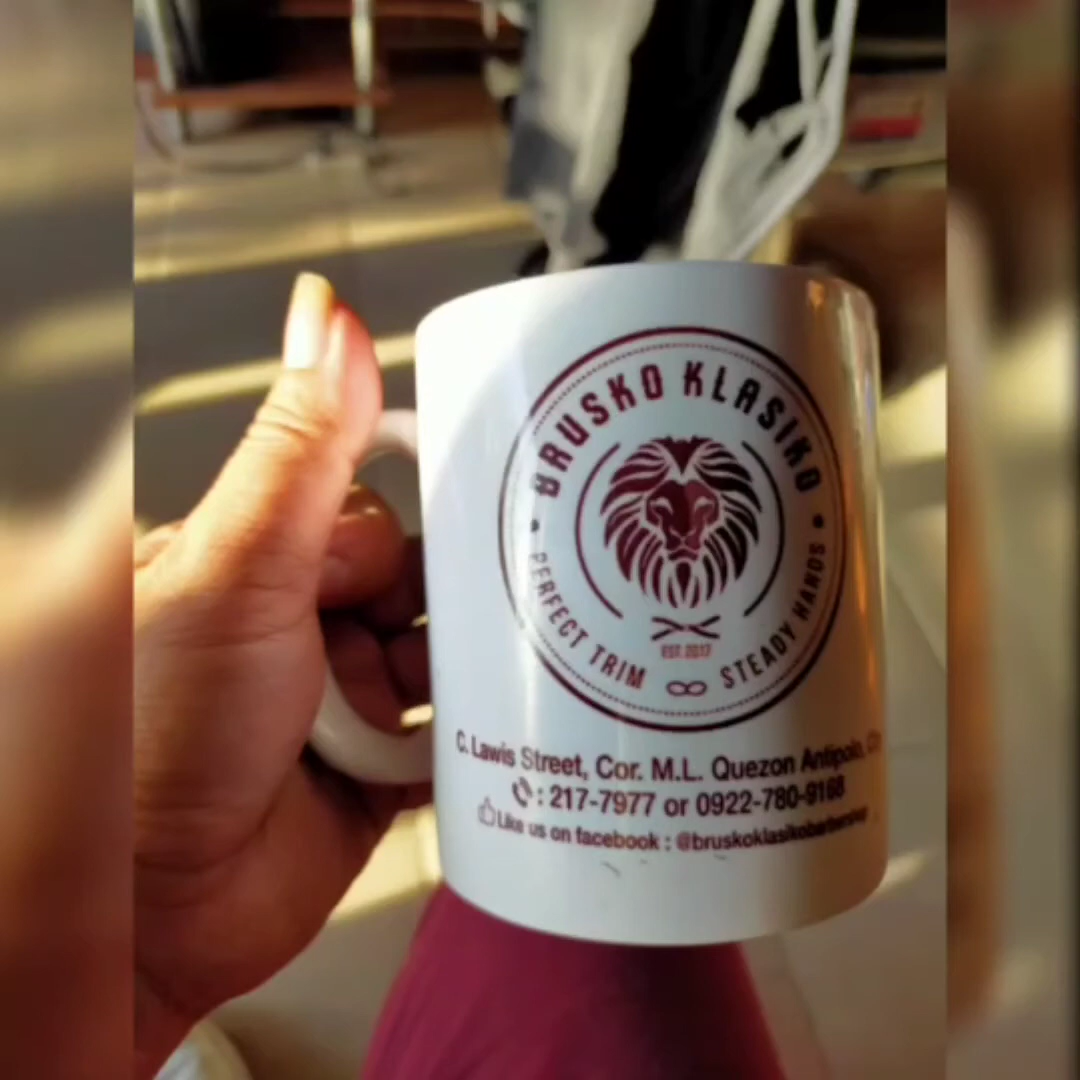 BRUSKO KLASIKO
EST. 2017
PERFECT TRIM
STEADY HANDS
C. Lawis Street, Cor. M.L. Quezon Antipolo,
: 217-7977 or 0922-780-9168
Like us on facebook : @bruskoklasikobarbershop